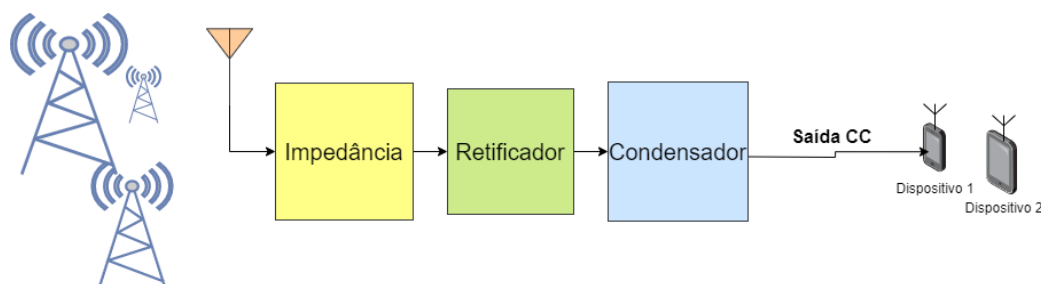 Impedância
Retificador
Condensador
Saída CC
Dispositivo 1
Dispositivo 2